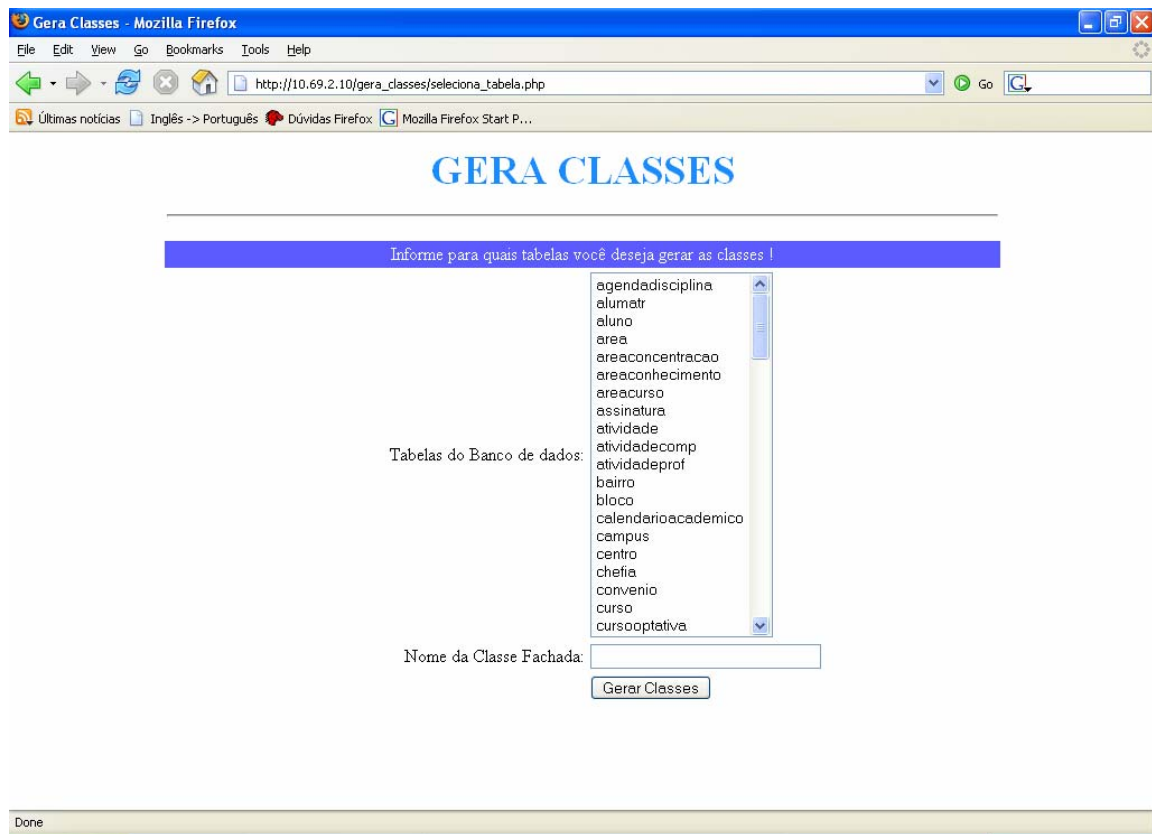 Gera Classes - Mozilla Firefox
File Edit View Go Bookmarks Tools Help
http://10.69.2.10/gera_classes/seleciona_tabela.php Go G
Últimas notícias Inglês -> Português Dúvidas Firefox G Mozilla Firefox Start P...
GERA CLASSES
Informe para quais tabelas você deseja gerar as classes !
Tabelas do Banco de dados:
agendadisciplina
alumatr
aluno
area
areaconcentracao
areaconhecimento
areacurso
assinatura
atividade
atividadecomp
atividadeprof
bairro
bloco
calendarioacademico
campus
centro
chefia
convenio
curso
cursooptativa
Nome da Classe Fachada:
Gerar Classes
Done